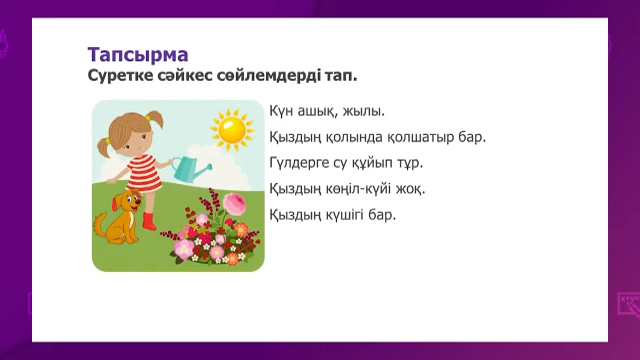 Тапсырма
Суретке сәйкес сөйлемдерді тап.
Күн ашық, жылы.
Қыздың қолында қолшатыр бар.
Гүлдерге су құйып тұр.
Қыздың көңіл-күйі жоқ.
Қыздың күшігі бар.